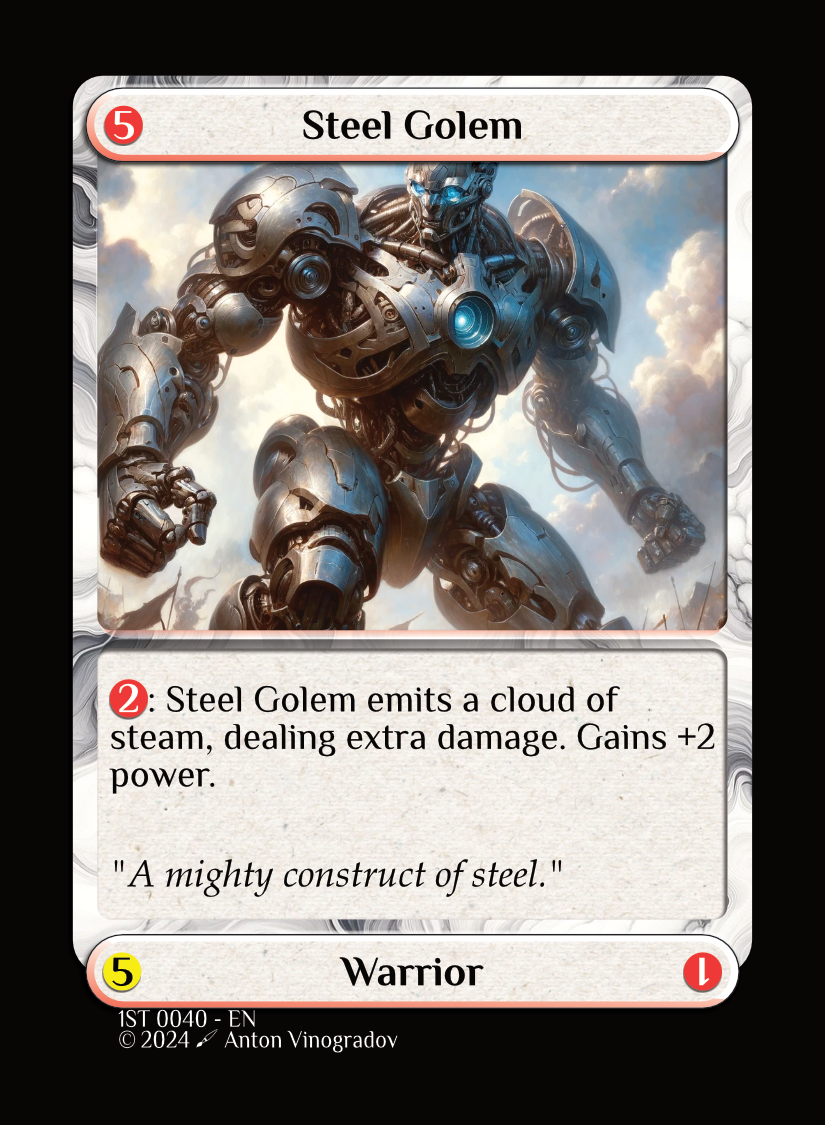 5 Steel Golem
2: Steel Golem emits a cloud of
steam, dealing extra damage. Gains +2
power.
"A mighty construct of steel."
5 Warrior 1
1ST 0040 - EN
© 2024 Anton Vinogradov